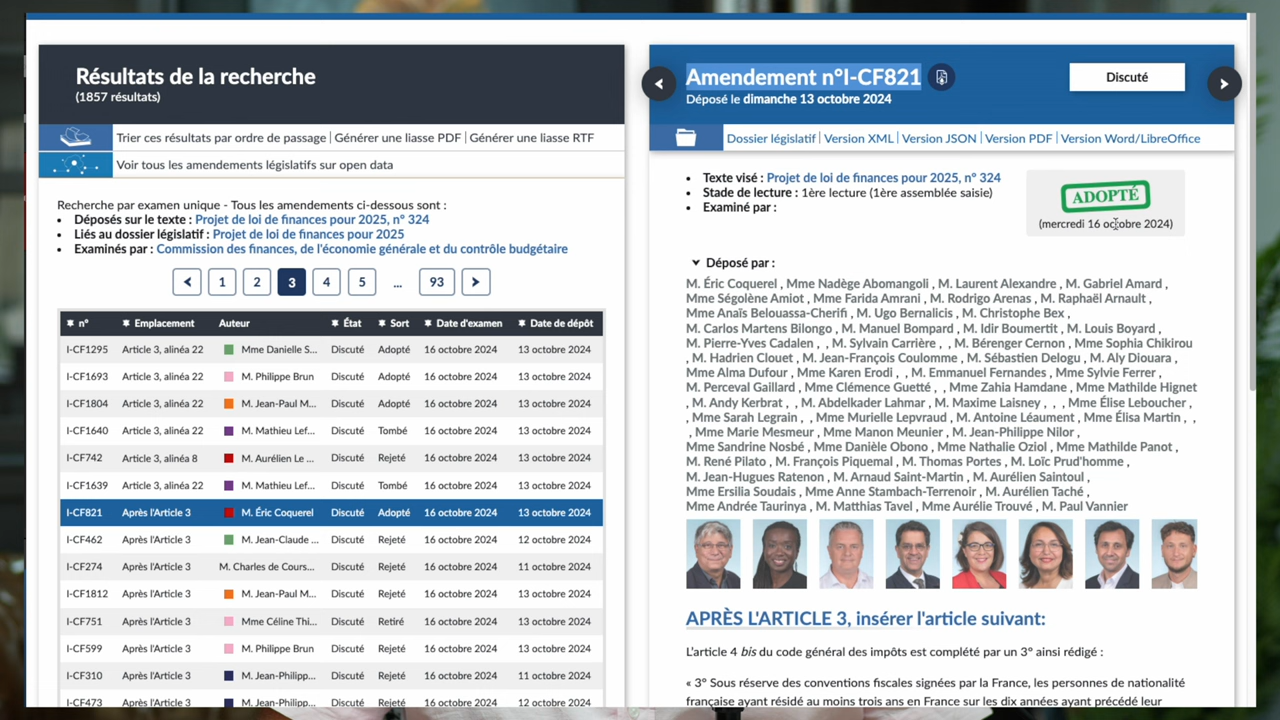 Résultats de la recherche
(1857 résultats)
Trier ces résultats par ordre de passage | Générer une liasse PDF | Générer une liasse RTF
Voir tous les amendements législatifs sur open data
Recherche par examen unique - Tous les amendements ci-dessous sont :
• Déposés sur le texte : Projet de loi de finances pour 2025, n° 324
• Liés au dossier législatif : Projet de loi de finances pour 2025
• Examinés par : Commission des finances, de l'économie générale et du contrôle budgétaire
1 2 3 4 5 ... 93
n° Emplacement Auteur État Sort Date d'examen Date de dépôt
I-CF1295 Article 3, alinéa 22 Mme Danielle S... Discuté Adopté 16 octobre 2024 13 octobre 2024
I-CF1693 Article 3, alinéa 22 M. Philippe Brun Discuté Adopté 16 octobre 2024 13 octobre 2024
I-CF1804 Article 3, alinéa 22 M. Jean-Paul M... Discuté Adopté 16 octobre 2024 13 octobre 2024
I-CF1640 Article 3, alinéa 22 M. Mathieu Lef... Discuté Tombé 16 octobre 2024 13 octobre 2024
I-CF742 Article 3, alinéa 8 M. Aurélien Le ... Discuté Rejeté 16 octobre 2024 13 octobre 2024
I-CF1639 Article 3, alinéa 22 M. Mathieu Lef... Discuté Tombé 16 octobre 2024 13 octobre 2024
I-CF821 Après l'Article 3 M. Éric Coquerel Discuté Adopté 16 octobre 2024 13 octobre 2024
I-CF462 Après l'Article 3 M. Jean-Claude ... Discuté Rejeté 16 octobre 2024 12 octobre 2024
I-CF274 Après l'Article 3 M. Charles de Cours... Discuté Rejeté 16 octobre 2024 11 octobre 2024
I-CF1812 Après l'Article 3 M. Jean-Paul M... Discuté Rejeté 16 octobre 2024 13 octobre 2024
I-CF751 Après l'Article 3 Mme Céline Thi... Discuté Retiré 16 octobre 2024 13 octobre 2024
I-CF599 Après l'Article 3 M. Philippe Brun Discuté Rejeté 16 octobre 2024 13 octobre 2024
I-CF310 Après l'Article 3 M. Jean-Philipp... Discuté Rejeté 16 octobre 2024 11 octobre 2024
I-CF473 Après l'Article 3 M. Jean-Philipp... Discuté Rejeté 16 octobre 2024 12 octobre 2024
Amendement n°I-CF821
Déposé le dimanche 13 octobre 2024
Discuté
Dossier législatif | Version XML | Version JSON | Version PDF | Version Word/LibreOffice
• Texte visé : Projet de loi de finances pour 2025, n° 324
• Stade de lecture : 1ère lecture (1ère assemblée saisie)
• Examiné par :
ADOPTÉ
(mercredi 16 octobre 2024)
Déposé par :
M. Éric Coquerel , Mme Nadège Abomangoli , M. Laurent Alexandre , M. Gabriel Amard ,
Mme Ségolène Amiot , Mme Farida Amrani , M. Rodrigo Arenas , M. Raphaël Arnault ,
Mme Anaïs Belouassa-Cherifi , M. Ugo Bernalicis , M. Christophe Bex ,
M. Carlos Martens Bilongo , M. Manuel Bompard , M. Idir Boumertit , M. Louis Boyard ,
M. Pierre-Yves Cadalen , , M. Sylvain Carrière , , M. Bérenger Cernon , Mme Sophia Chikirou
, M. Hadrien Clouet , M. Jean-François Coulomme , M. Sébastien Delogu , M. Aly Diouara ,
Mme Alma Dufour , Mme Karen Erodi , , M. Emmanuel Fernandes , Mme Sylvie Ferrer ,
M. Perceval Gaillard , Mme Clémence Guetté , , Mme Zahia Hamdane , Mme Mathilde Hignet
, M. Andy Kerbrat , , M. Abdelkader Lahmar , M. Maxime Laisney , , , Mme Élise Leboucher ,
, Mme Sarah Legrain , , Mme Murielle Lepvraud , M. Antoine Léaument , Mme Élisa Martin , ,
, Mme Marie Mesmeur , Mme Manon Meunier , M. Jean-Philippe Nilor ,
Mme Sandrine Nosbé , Mme Danièle Obono , Mme Nathalie Oziol , Mme Mathilde Panot ,
M. René Pilato , M. François Piquemal , M. Thomas Portes , M. Loïc Prud'homme ,
M. Jean-Hugues Ratenon , M. Arnaud Saint-Martin , M. Aurélien Saintoul ,
Mme Ersilia Soudais , Mme Anne Stambach-Terrenoir , M. Aurélien Taché ,
Mme Andrée Taurinya , M. Matthias Tavel , Mme Aurélie Trouvé , M. Paul Vannier
APRÈS L'ARTICLE 3, insérer l'article suivant:
L'article 4 bis du code général des impôts est complété par un 3° ainsi rédigé :
« 3° Sous réserve des conventions fiscales signées par la France, les personnes de nationalité
française ayant résidé au moins trois ans en France sur les dix années ayant précédé leur